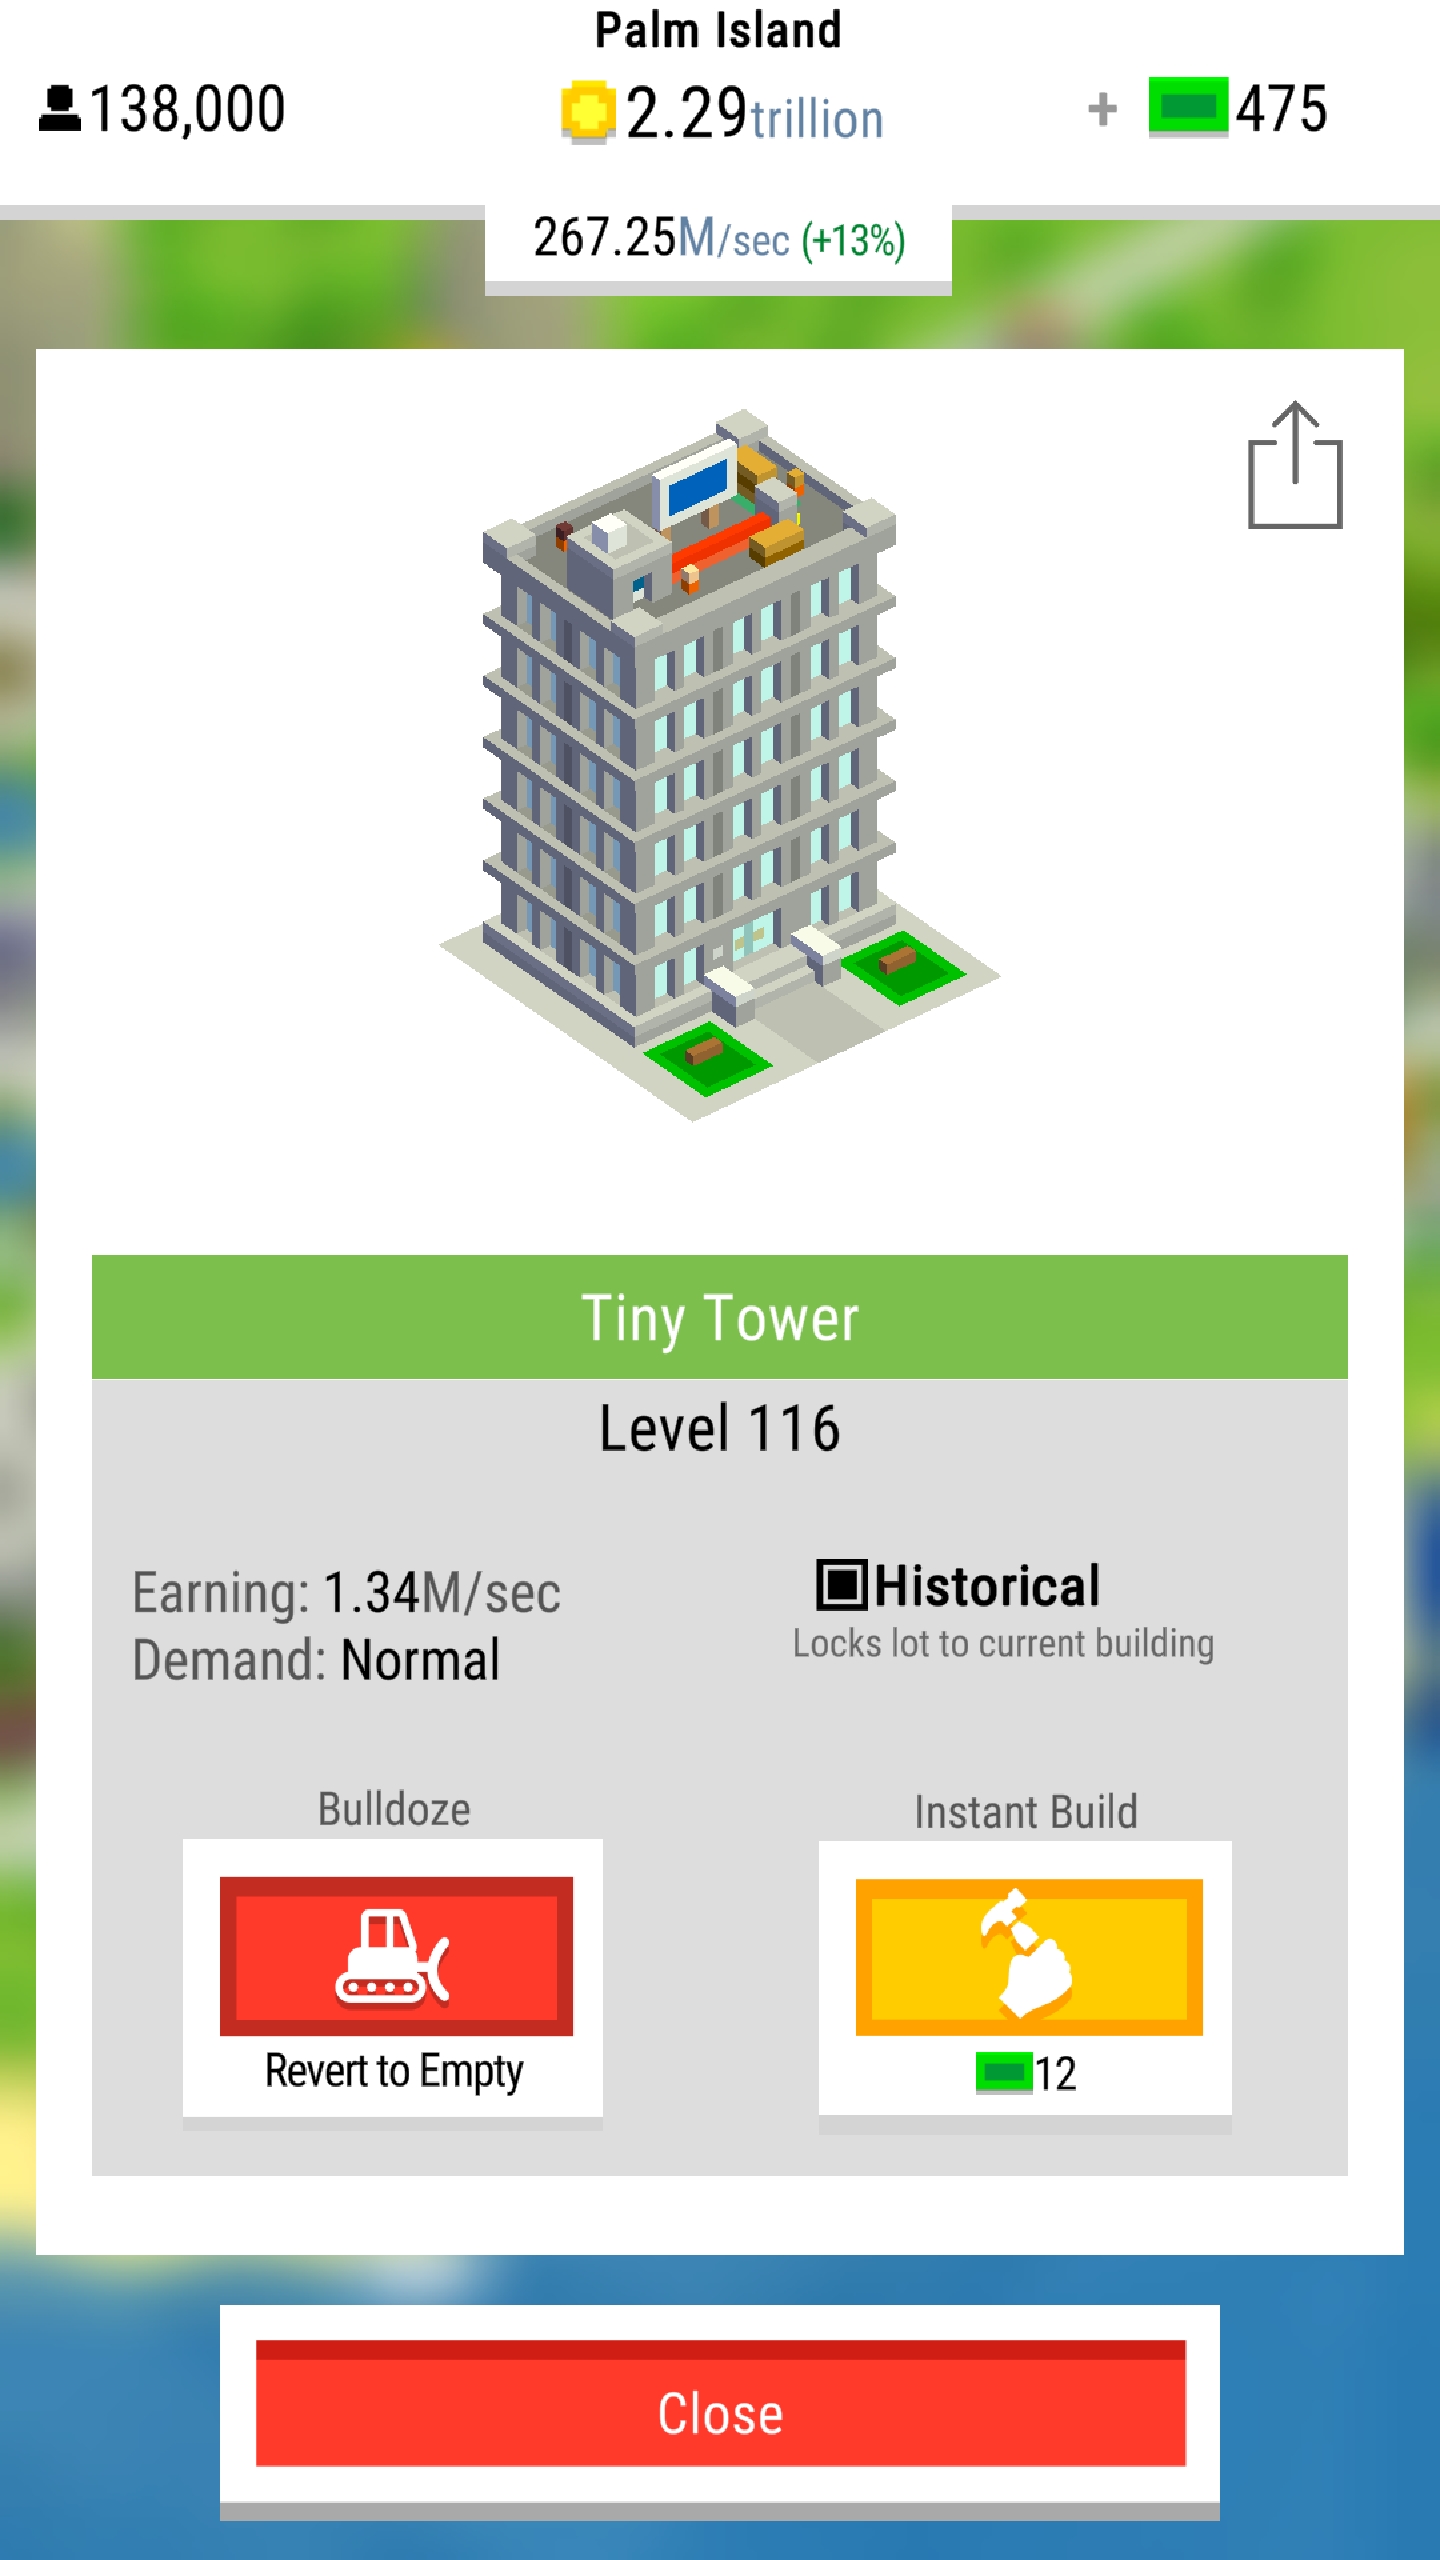 Palm Island
138,000
2.29trillion
+ 475
267.25M/sec (+13%)
Tiny Tower
Level 116
Earning: 1.34M/sec
Demand: Normal
Historical
Locks lot to current building
Bulldoze
Revert to Empty
Instant Build
12
Close